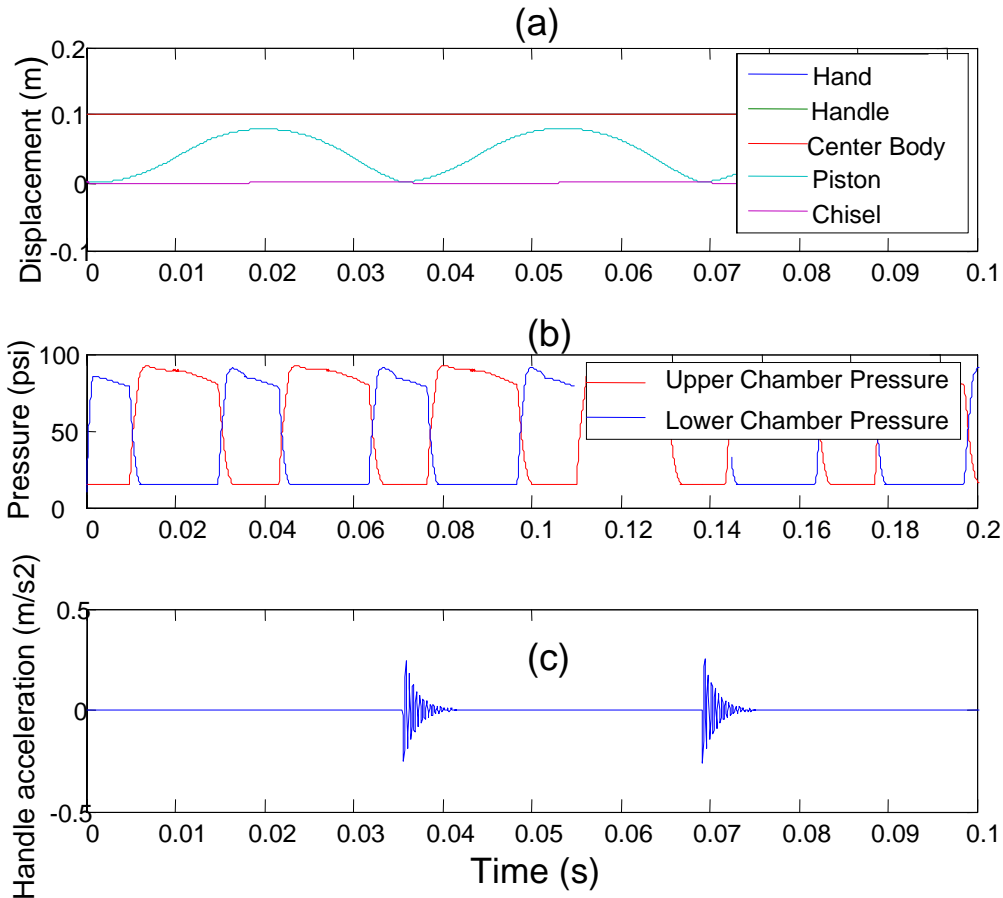 (a)
Displacement (m)
0.2
0.1
0
-0.1
Hand
Handle
Center Body
Piston
Chisel
0 0.01 0.02 0.03 0.04 0.05 0.06 0.07 0.08 0.09 0.1
(b)
Pressure (psi)
100
50
0
Upper Chamber Pressure
Lower Chamber Pressure
0 0.01 0.02 0.04 0.06 0.08 0.1 0.14 0.16 0.18 0.2
Handle acceleration (m/s2)
0.5
0
-0.5
(c)
0 0.01 0.02 0.03 0.04 0.05 0.06 0.07 0.08 0.09 0.1
Time (s)